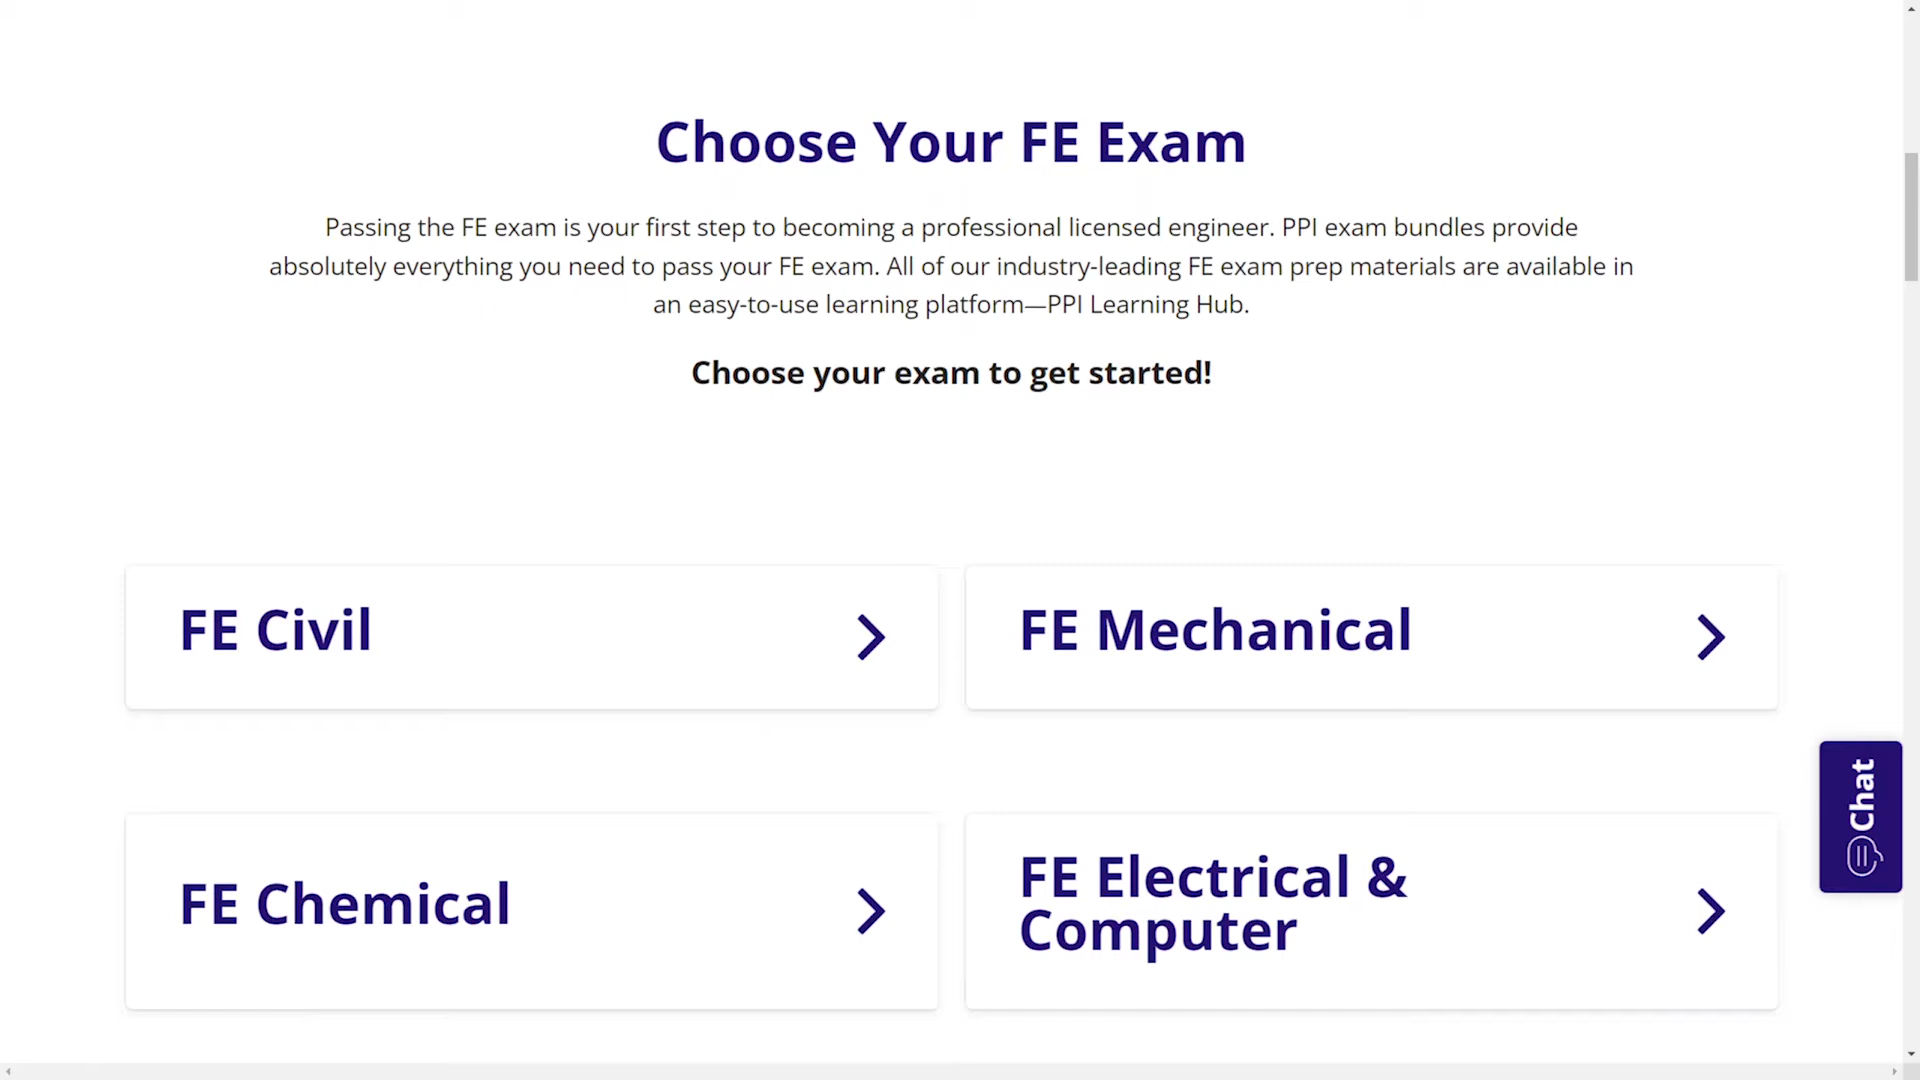 Choose Your FE Exam
Passing the FE exam is your first step to becoming a professional licensed engineer. PPI exam bundles provide
absolutely everything you need to pass your FE exam. All of our industry-leading FE exam prep materials are available in
an easy-to-use learning platform—PPI Learning Hub.
Choose your exam to get started!
FE Civil
FE Mechanical
Chat
FE Chemical
FE Electrical &
Computer